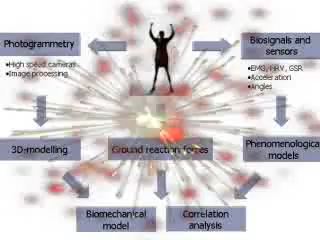 Photogrammetry
•High speed cameras
•Image processing
Biosignals and
sensors
•EMG, HRV, GSR
•Acceleration
•Angles
3D-modelling
Ground reaction forces
Phenomenological
models
Biomechanical
model
Correlation
analysis